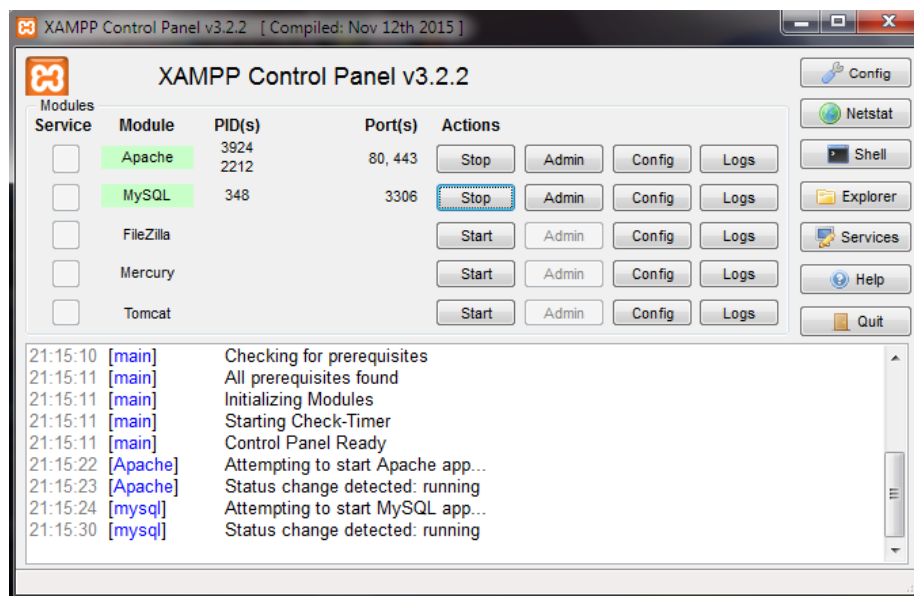 XAMPP Control Panel v3.2.2 [ Compiled: Nov 12th 2015 ]
XAMPP Control Panel v3.2.2
Config
Modules
Service Module PID(s) Port(s) Actions
Netstat
Apache 3924 2212 80, 443 Stop Admin Config Logs
Shell
MySQL 348 3306 Stop Admin Config Logs
Explorer
FileZilla Start Admin Config Logs
Services
Mercury Start Admin Config Logs
Help
Tomcat Start Admin Config Logs
Quit
21:15:10 [main] Checking for prerequisites
21:15:11 [main] All prerequisites found
21:15:11 [main] Initializing Modules
21:15:11 [main] Starting Check-Timer
21:15:11 [main] Control Panel Ready
21:15:22 [Apache] Attempting to start Apache app...
21:15:23 [Apache] Status change detected: running
21:15:24 [mysql] Attempting to start MySQL app...
21:15:30 [mysql] Status change detected: running